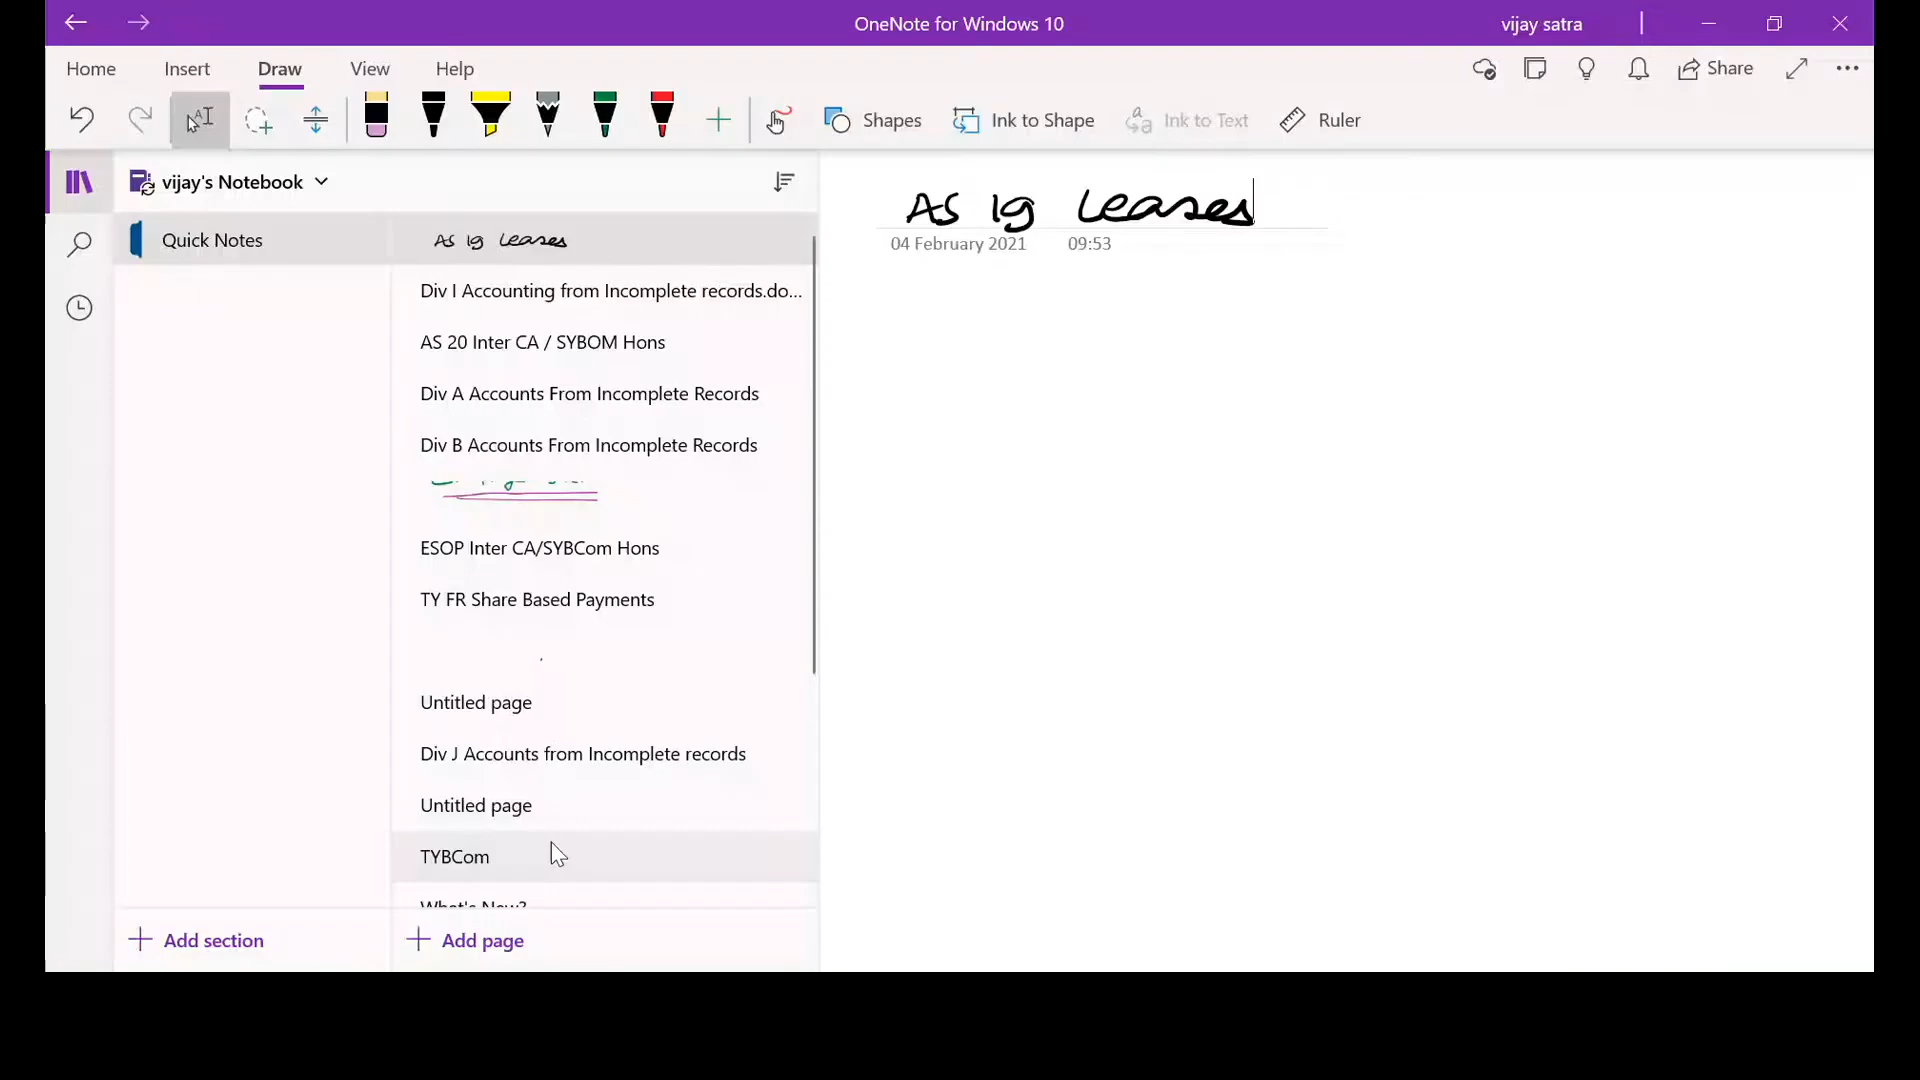 OneNote for Windows 10
vijay satra
Home Insert Draw View Help
Share
Shapes Ink to Shape Ink to Text Ruler
vijay's Notebook
Quick Notes
As 19 Leases
Div I Accounting from Incomplete records.do...
AS 20 Inter CA / SYBOM Hons
Div A Accounts From Incomplete Records
Div B Accounts From Incomplete Records
ESOP Inter CA/SYBCom Hons
TY FR Share Based Payments
Untitled page
Div J Accounts from Incomplete records
Untitled page
TYBCom
What's New?
Add section
Add page
As 19 Leases
04 February 2021 09:53